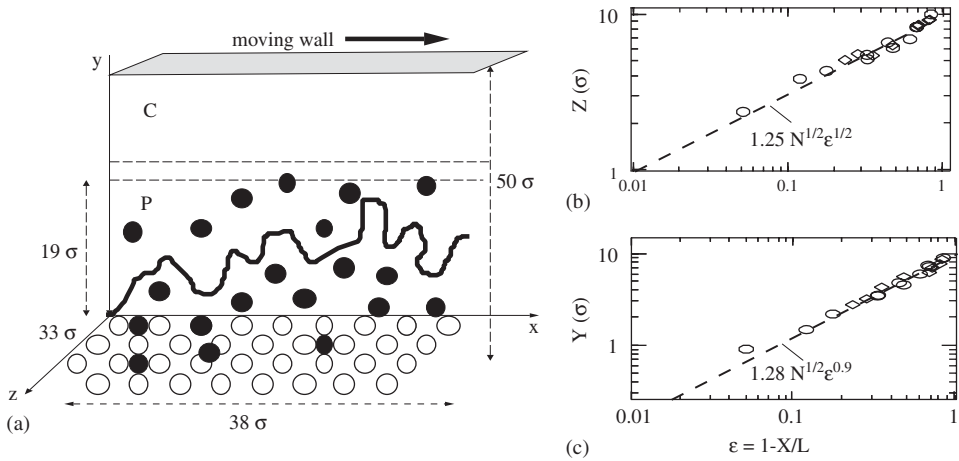 moving wall
y
C
50 σ
P
19 σ
33 σ
x
z
(a)
38 σ
10
Z (σ)
1.25 N^{1/2}ε^{1/2}
1
0.01
0.1
1
(b)
10
Y (σ)
1
1.28 N^{1/2}ε^{0.9}
0.01
0.1
1
(c)
ε = 1-X/L